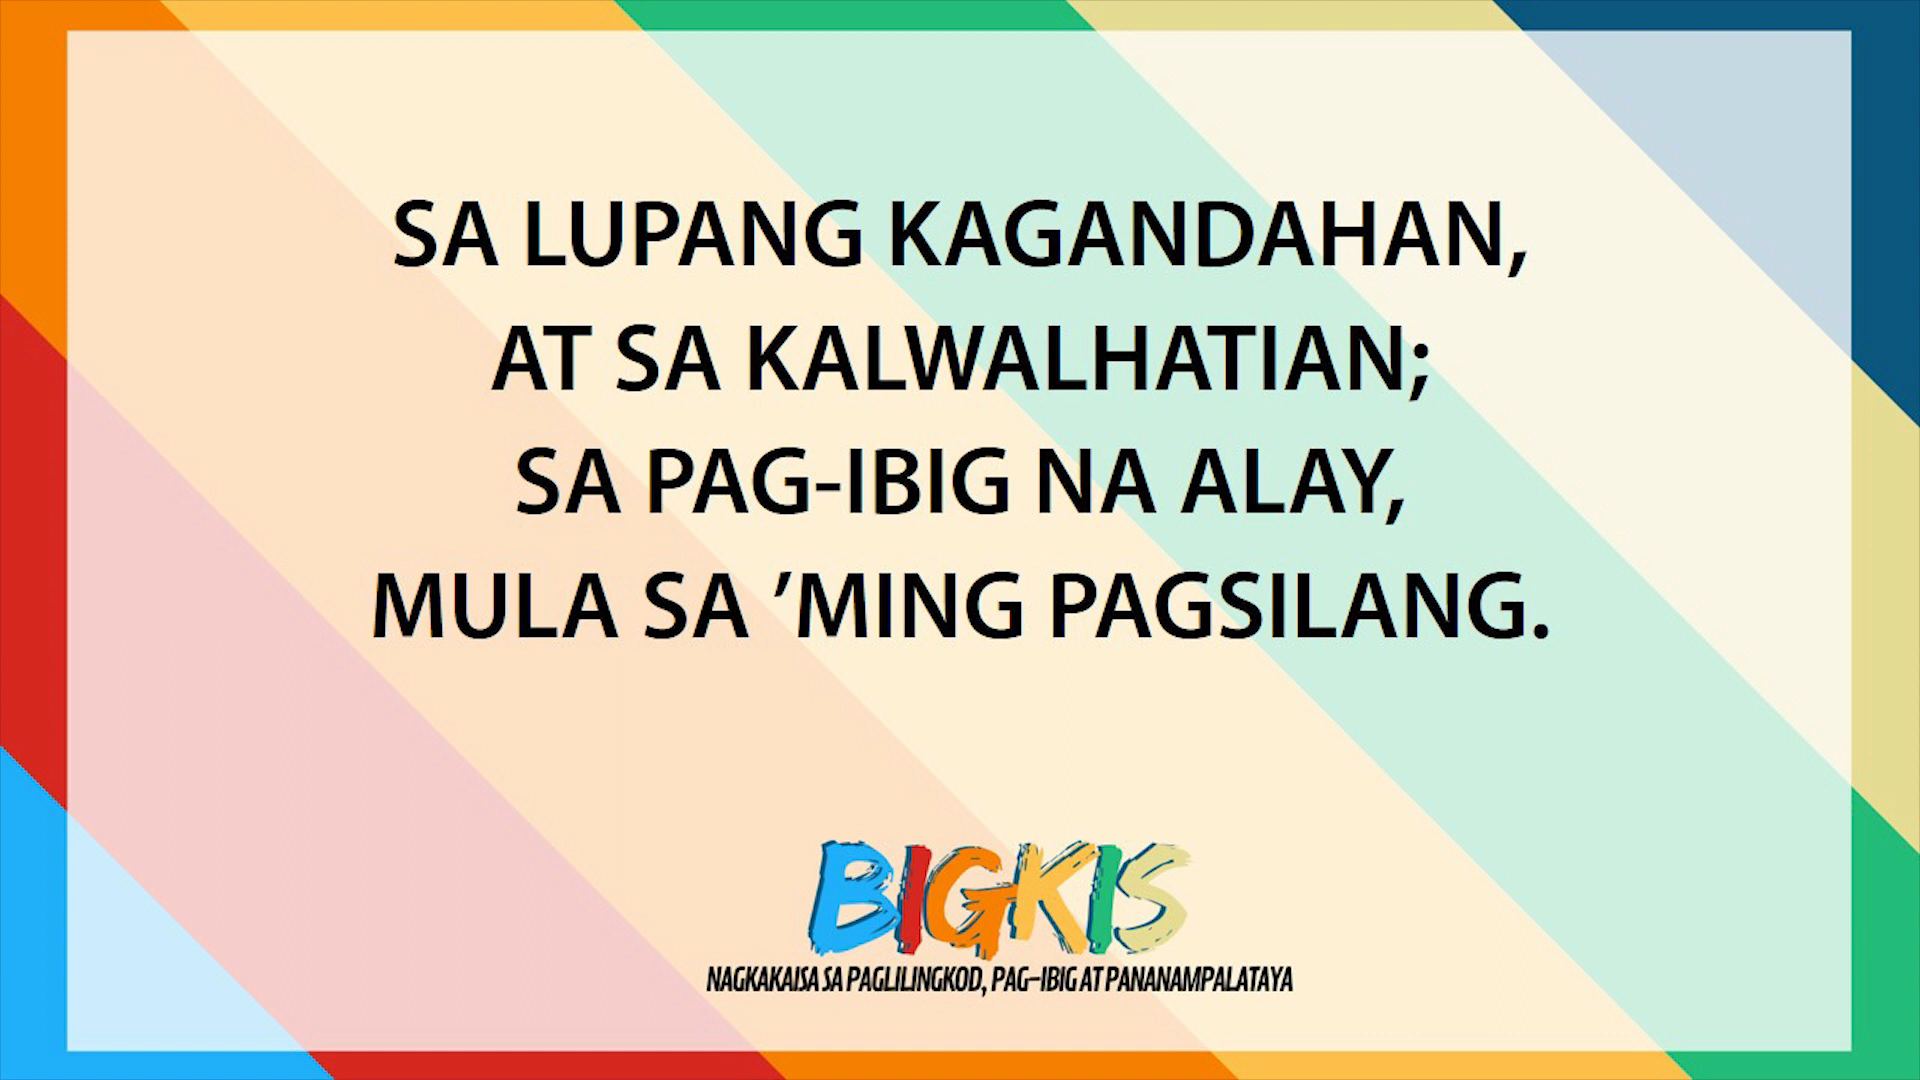 SA LUPANG KAGANDAHAN,
AT SA KALWALHATIAN;
SA PAG-IBIG NA ALAY,
MULA SA ’MING PAGSILANG.
BIGKIS
NAGKAKAISA SA PAGLILINGKOD, PAG-IBIG AT PANANAMPALATAYA